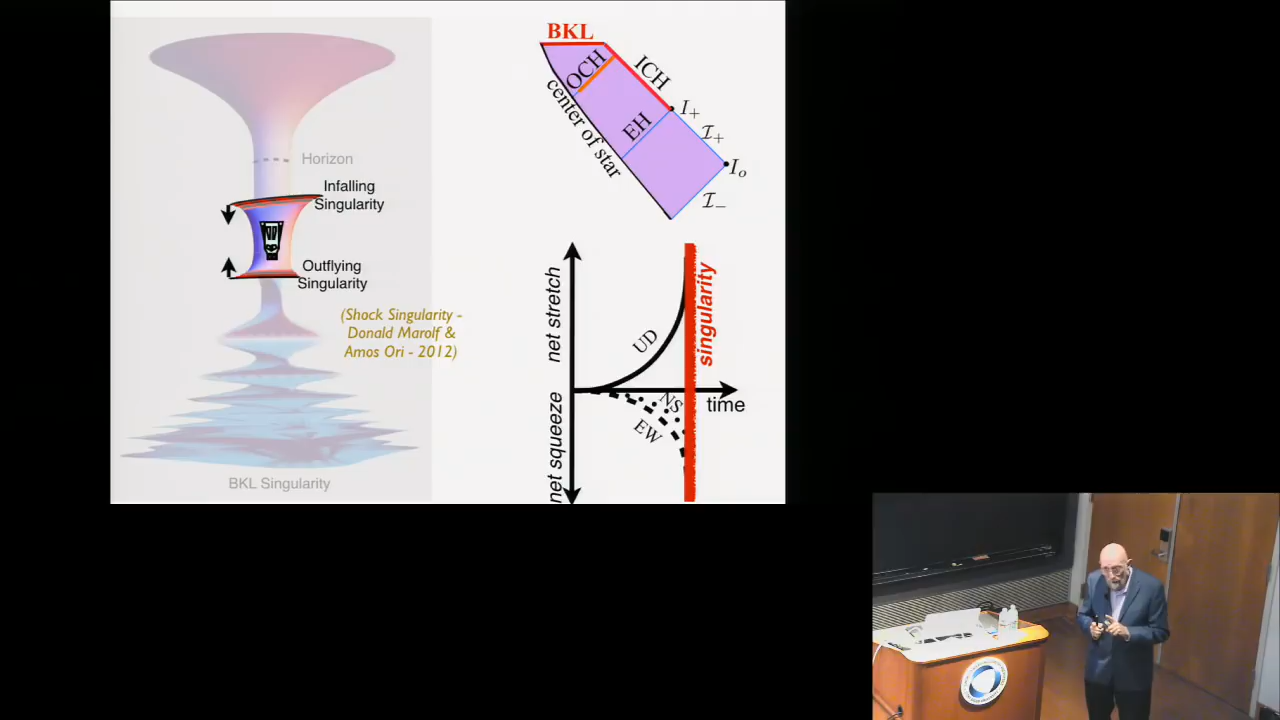 Horizon
Infalling
Singularity
Outflying
Singularity
(Shock Singularity -
Donald Marolf &
Amos Ori - 2012)
BKL Singularity
BKL
OCH
ICH
center of star
EH
I+
ℐ+
Io
ℐ−
net stretch
net squeeze
UD
NS
EW
time
singularity